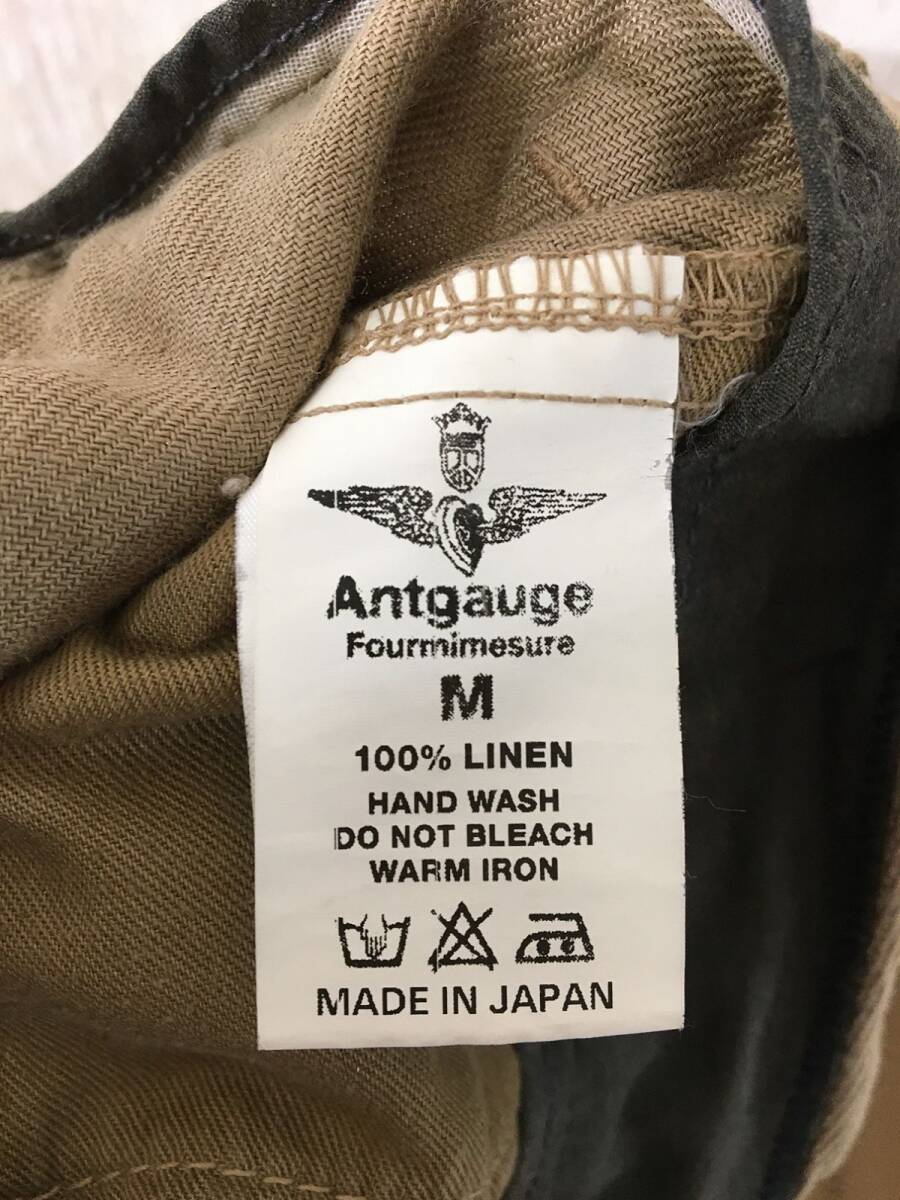 Antgauge
Fourmimesure
M
100% LINEN
HAND WASH
DO NOT BLEACH
WARM IRON
MADE IN JAPAN